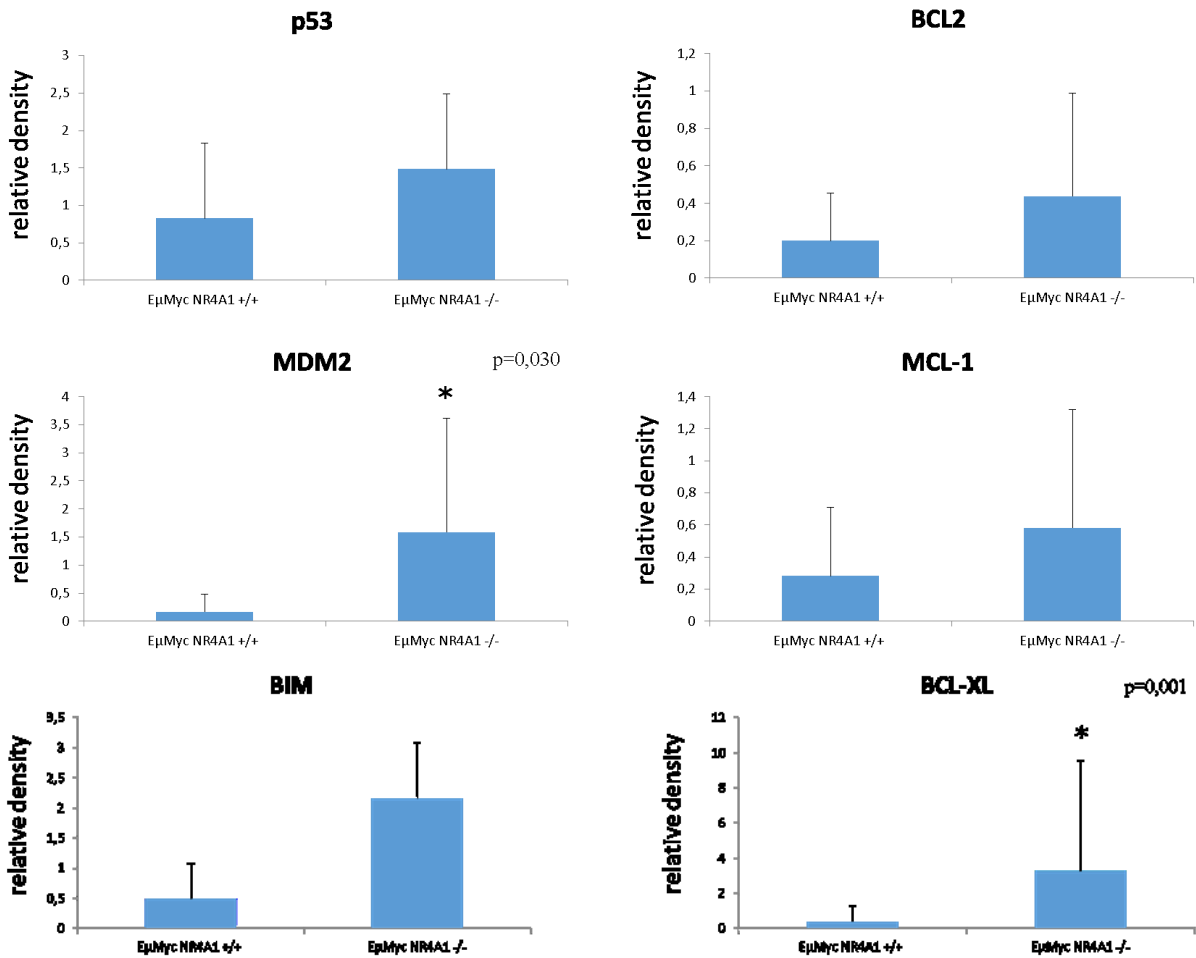 p53
relative density
3
2,5
2
1,5
1
0,5
0
EµMyc NR4A1 +/+
EµMyc NR4A1 -/-
BCL2
relative density
1,2
1
0,8
0,6
0,4
0,2
0
EµMyc NR4A1 +/+
EµMyc NR4A1 -/-
MDM2
p=0,030
relative density
4
3,5
3
2,5
2
1,5
1
0,5
0
*
EµMyc NR4A1 +/+
EµMyc NR4A1 -/-
MCL-1
relative density
1,4
1,2
1
0,8
0,6
0,4
0,2
0
EµMyc NR4A1 +/+
EµMyc NR4A1 -/-
BIM
relative density
3,5
3
2,5
2
1,5
1
0,5
0
EµMyc NR4A1 +/+
EµMyc NR4A1 -/-
BCL-XL
p=0,001
relative density
12
10
8
6
4
2
0
*
EµMyc NR4A1 +/+
EµMyc NR4A1 -/-